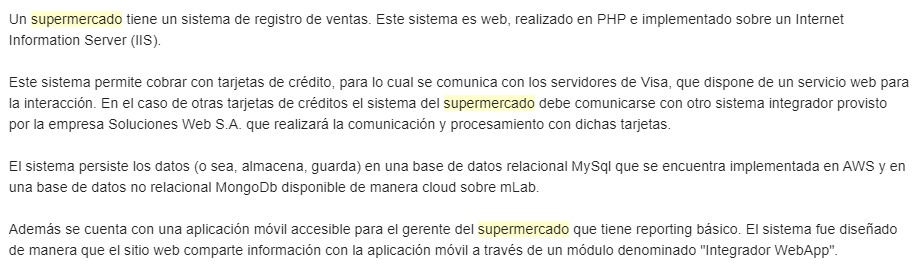 Un supermercado tiene un sistema de registro de ventas. Este sistema es web, realizado en PHP e implementado sobre un Internet
Information Server (IIS).
Este sistema permite cobrar con tarjetas de crédito, para lo cual se comunica con los servidores de Visa, que dispone de un servicio web para
la interacción. En el caso de otras tarjetas de créditos el sistema del supermercado debe comunicarse con otro sistema integrador provisto
por la empresa Soluciones Web S.A. que realizará la comunicación y procesamiento con dichas tarjetas.
El sistema persiste los datos (o sea, almacena, guarda) en una base de datos relacional MySql que se encuentra implementada en AWS y en
una base de datos no relacional MongoDb disponible de manera cloud sobre mLab.
Además se cuenta con una aplicación móvil accesible para el gerente del supermercado que tiene reporting básico. El sistema fue diseñado
de manera que el sitio web comparte información con la aplicación móvil a través de un módulo denominado "Integrador WebApp".